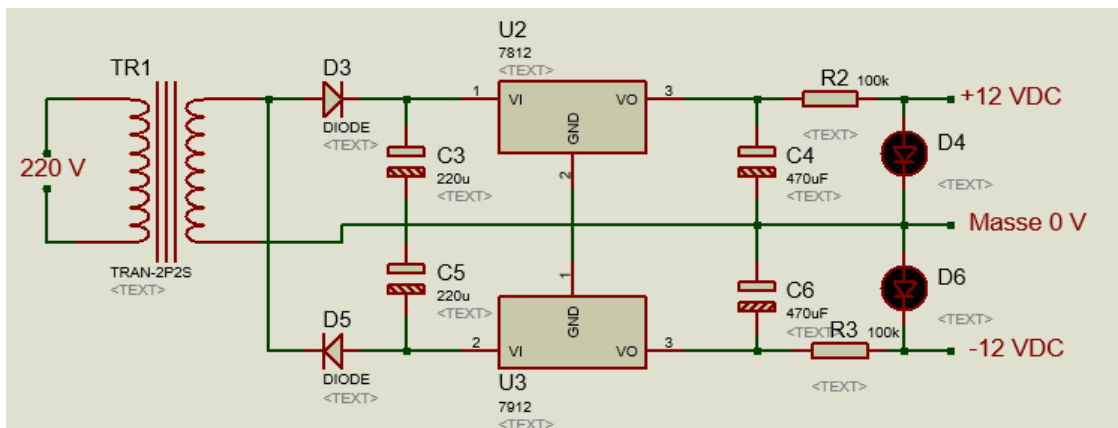 U2
7812
<TEXT>
TR1
D3
R2 100k
1 VI VO 3
+12 VDC
DIODE
<TEXT>
GND
<TEXT>
D4
220 V
C3
220u
<TEXT>
2
C4
470uF
<TEXT>
<TEXT>
Masse 0 V
TRAN-2P2S
<TEXT>
C5
220u
<TEXT>
1
GND
C6
470uF
<TEXT>
D6
<TEXT>
D5
R3 100k
2 VI VO 3
-12 VDC
DIODE
<TEXT>
U3
7912
<TEXT>
<TEXT>